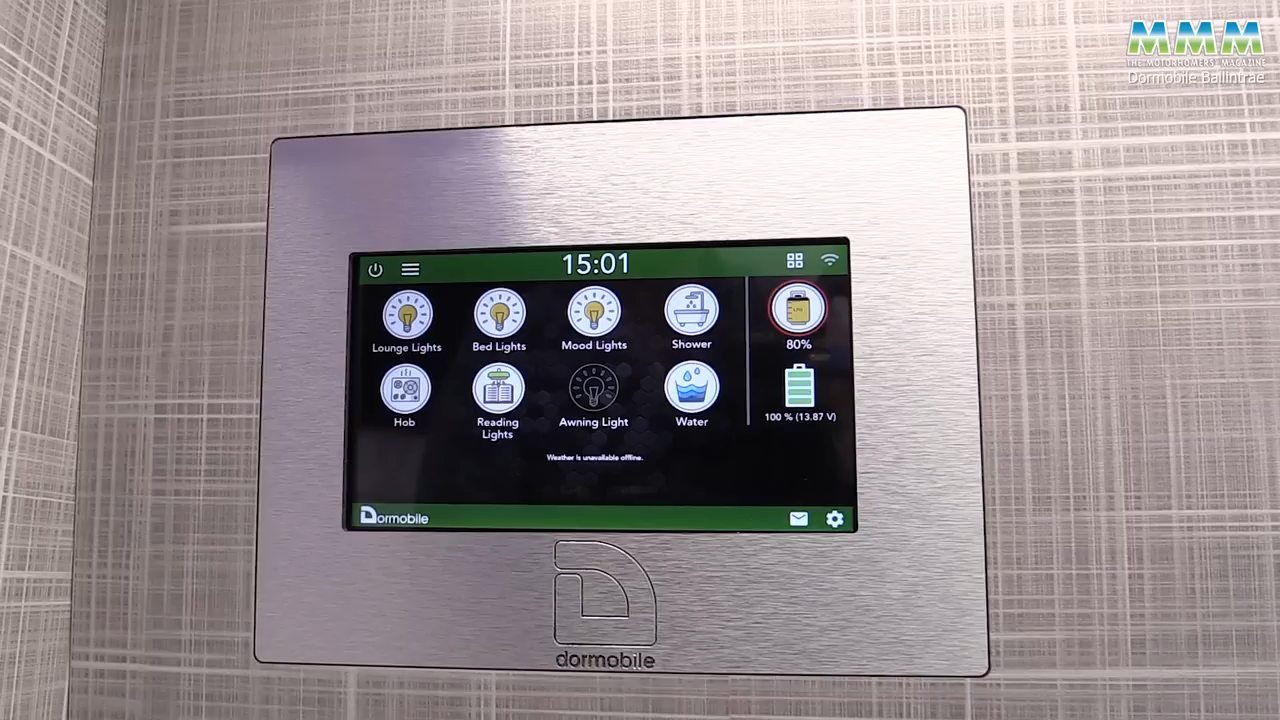 MMM
THE MOTORHOMERS' MAGAZINE
Dormobile Ballintrae
15:01
Lounge Lights
Bed Lights
Mood Lights
Shower
80%
Hob
Reading
Lights
Awning Light
Water
100 % (13.87 V)
Weather is unavailable offline.
Dormobile
dormobile